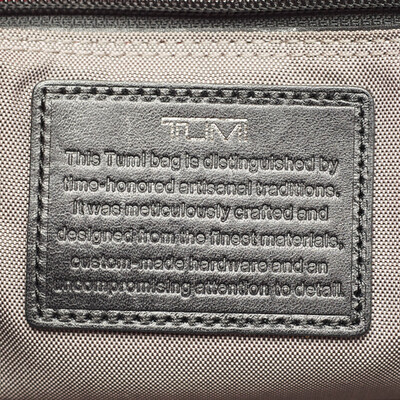 TUMI
This Tumi bag is distinguished by
time-honored artisanal traditions.
It was meticulously crafted and
designed from the finest materials,
custom-made hardware and an
uncompromising attention to detail.